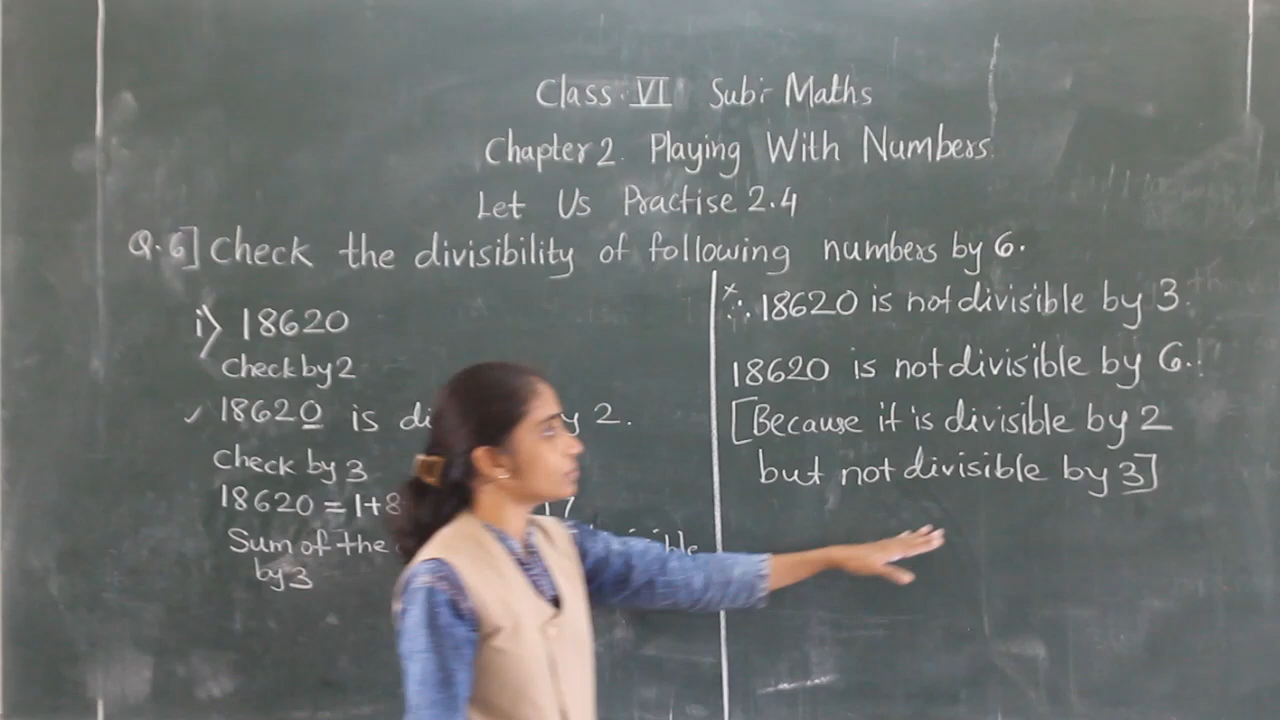 Class. VI Sub:- Maths
Chapter 2. Playing With Numbers.
Let Us Practise 2.4
Q.6] Check the divisibility of following numbers by 6.
i) 18620
Check by 2
✓ 18620 is by 2.
Check by 3
18620 = 1+8 17
Sum of the
by 3
× ∴ 18620 is not divisible by 3.
18620 is not divisible by 6.
[Because it is divisible by 2
but not divisible by 3]